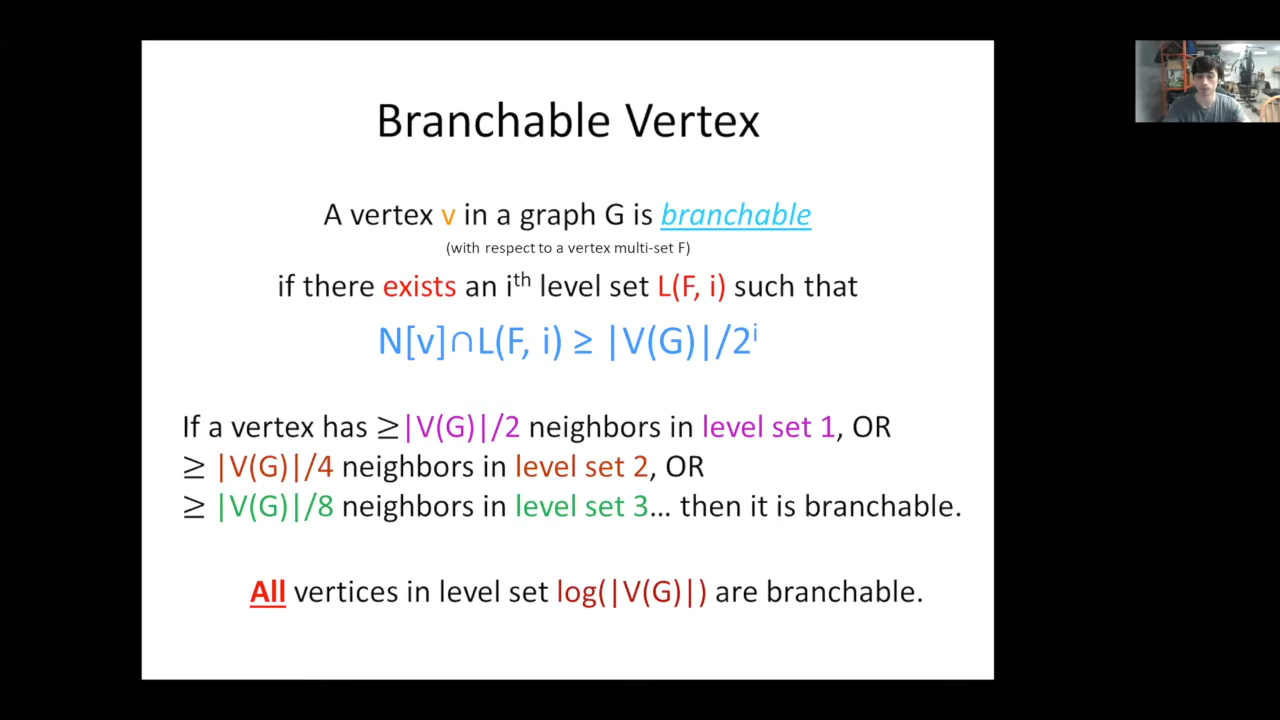 Branchable Vertex
A vertex v in a graph G is branchable
(with respect to a vertex multi-set F)
if there exists an iᵗʰ level set L(F, i) such that
N[v]∩L(F, i) ≥ |V(G)|/2ⁱ
If a vertex has ≥|V(G)|/2 neighbors in level set 1, OR
≥ |V(G)|/4 neighbors in level set 2, OR
≥ |V(G)|/8 neighbors in level set 3… then it is branchable.
All vertices in level set log(|V(G)|) are branchable.